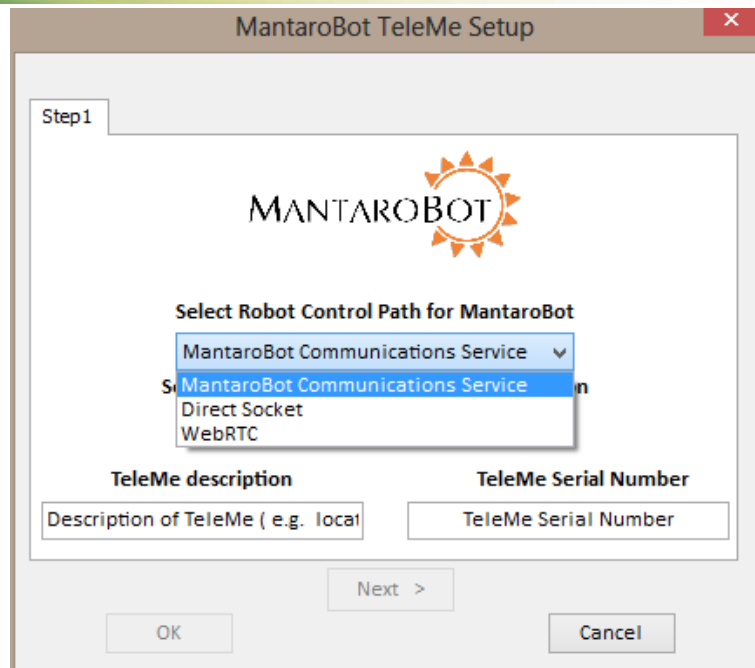 MantaroBot TeleMe Setup
Step1
MANTAROBOT
Select Robot Control Path for MantaroBot
MantaroBot Communications Service
MantaroBot Communications Service
Direct Socket
WebRTC
TeleMe description
TeleMe Serial Number
Description of TeleMe ( e.g. locat
TeleMe Serial Number
Next >
OK
Cancel